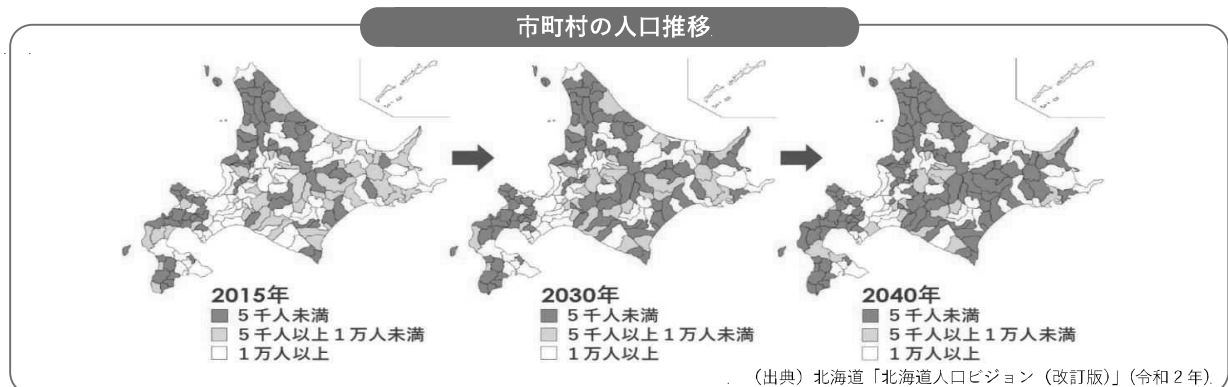 市町村の人口推移
2015年
５千人未満
５千人以上１万人未満
１万人以上
2030年
５千人未満
５千人以上１万人未満
１万人以上
2040年
５千人未満
５千人以上１万人未満
１万人以上
（出典）北海道「北海道人口ビジョン（改訂版）」（令和２年）